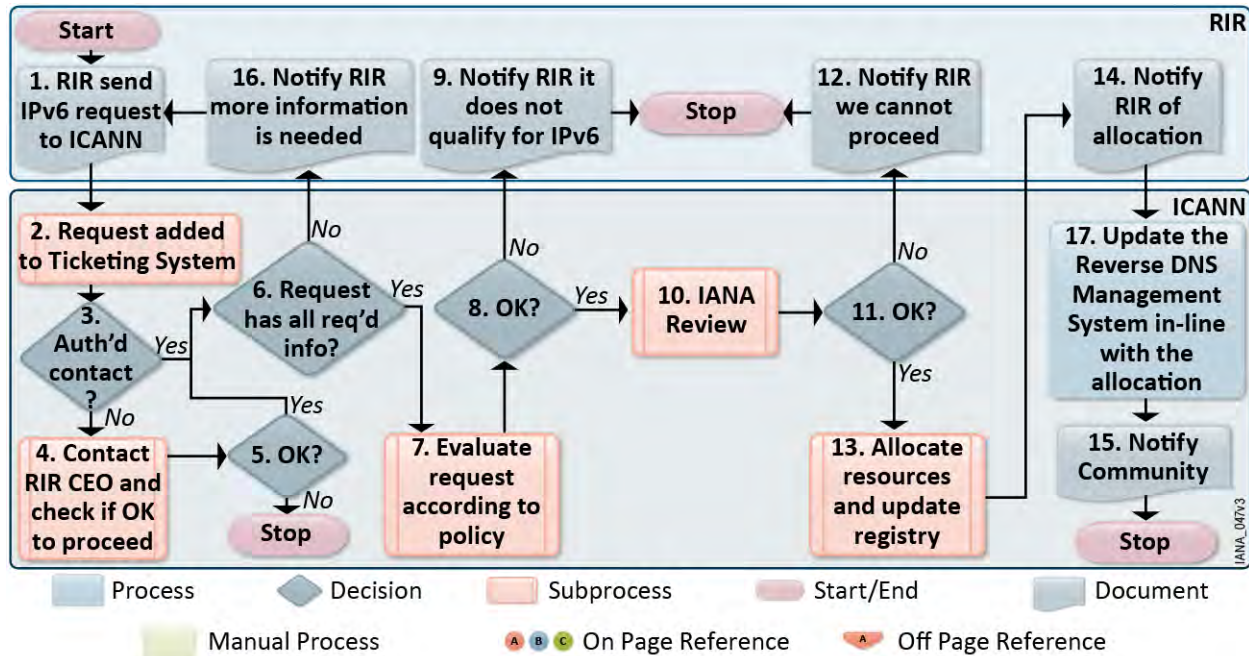 RIR
Start
1. RIR send
IPv6 request
to ICANN
16. Notify RIR
more information
is needed
9. Notify RIR it
does not
qualify for IPv6
Stop
12. Notify RIR
we cannot
proceed
14. Notify
RIR of
allocation
ICANN
2. Request added
to Ticketing System
3.
Auth'd
contact
?
Yes
No
4. Contact
RIR CEO and
check if OK
to proceed
5. OK?
Yes
No
Stop
6. Request
has all req'd
info?
No
Yes
7. Evaluate
request
according to
policy
8. OK?
No
Yes
10. IANA
Review
11. OK?
No
Yes
13. Allocate
resources
and update
registry
17. Update the
Reverse DNS
Management
System in-line
with the
allocation
15. Notify
Community
Stop
IANA_047v3
Process
Decision
Subprocess
Start/End
Document
Manual Process
A B C On Page Reference
A Off Page Reference